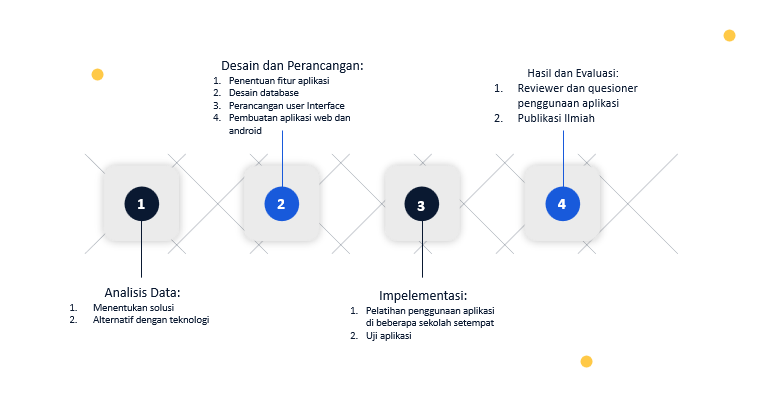 Desain dan Perancangan:
1. Penentuan fitur aplikasi
2. Desain database
3. Perancangan user Interface
4. Pembuatan aplikasi web dan
android
Hasil dan Evaluasi:
1. Reviewer dan quesioner
penggunaan aplikasi
2. Publikasi Ilmiah
1
2
3
4
Analisis Data:
1. Menentukan solusi
2. Alternatif dengan teknologi
Impelementasi:
1. Pelatihan penggunaan aplikasi
di beberapa sekolah setempat
2. Uji aplikasi